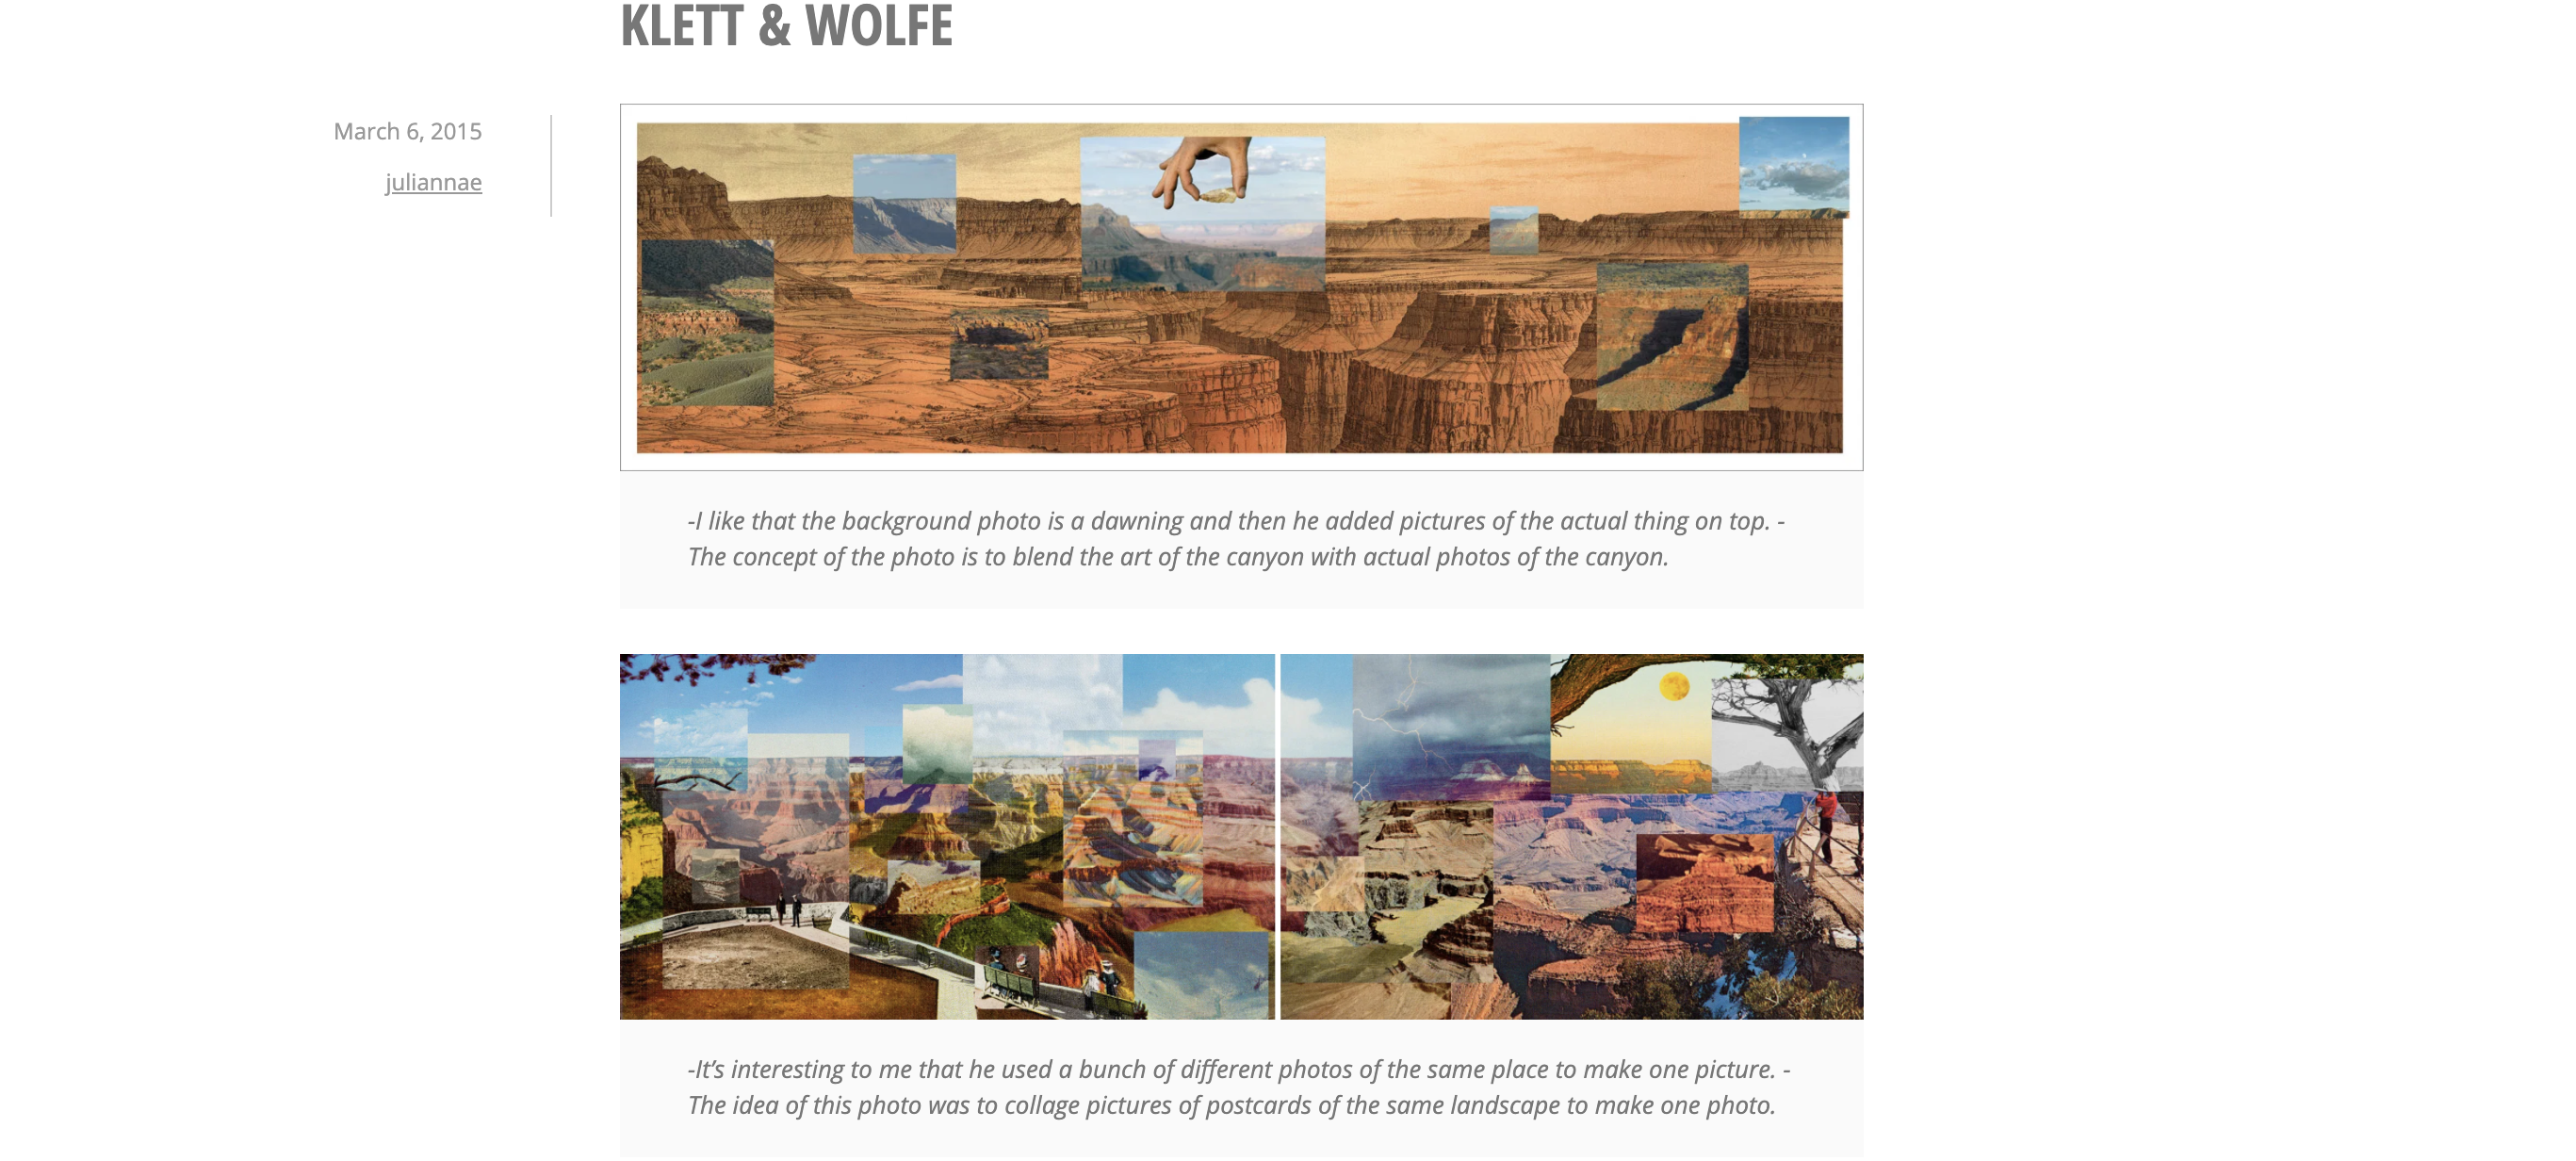 KLETT & WOLFE
March 6, 2015
juliannae
-I like that the background photo is a dawning and then he added pictures of the actual thing on top. -
The concept of the photo is to blend the art of the canyon with actual photos of the canyon.
-It’s interesting to me that he used a bunch of different photos of the same place to make one picture. -
The idea of this photo was to collage pictures of postcards of the same landscape to make one photo.